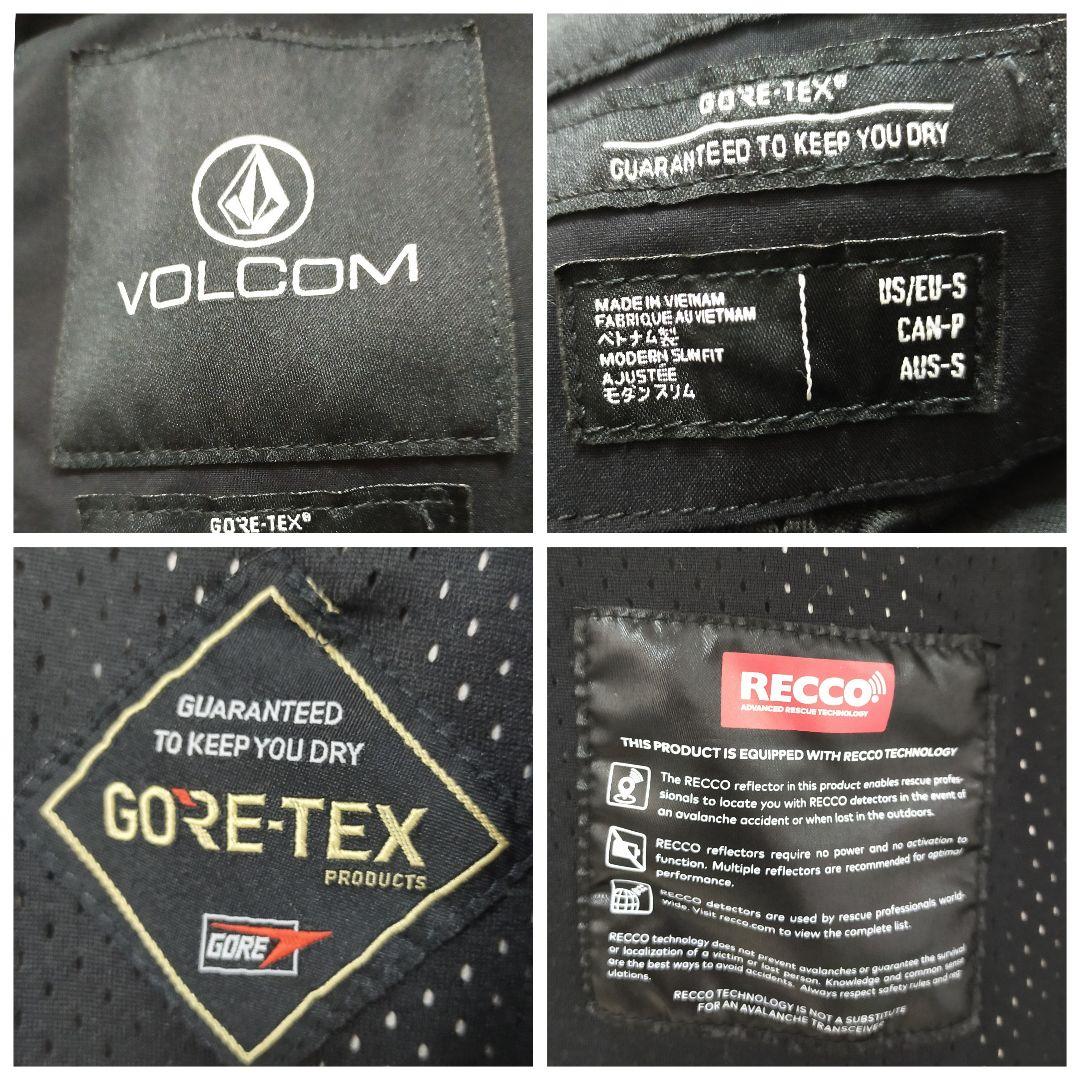 VOLCOM
GORE-TEX®
GORE-TEX®
GUARANTEED TO KEEP YOU DRY
MADE IN VIETNAM
FABRIQUE AU VIETNAM
ベトナム製
MODERN SLIM FIT
AJUSTÉE
モダンスリム
US/EU-S
CAN-P
AUS-S
GUARANTEED
TO KEEP YOU DRY
GORE-TEX
PRODUCTS
GORE
RECCO
ADVANCED RESCUE TECHNOLOGY
THIS PRODUCT IS EQUIPPED WITH RECCO TECHNOLOGY
The RECCO reflector in this product enables rescue profes-
sionals to locate you with RECCO detectors in the event of
an avalanche accident or when lost in the outdoors.
RECCO reflectors require no power and no activation to
function. Multiple reflectors are recommended for optimal
performance.
RECCO detectors are used by rescue professionals world-
wide. Visit recco.com to view the complete list.
RECCO technology does not prevent avalanches or guarantee the survival
or localization of a victim or lost person. Knowledge and common sense
are the best ways to avoid accidents. Always respect safety rules and reg-
ulations.
RECCO TECHNOLOGY IS NOT A SUBSTITUTE
FOR AN AVALANCHE TRANSCEIVER